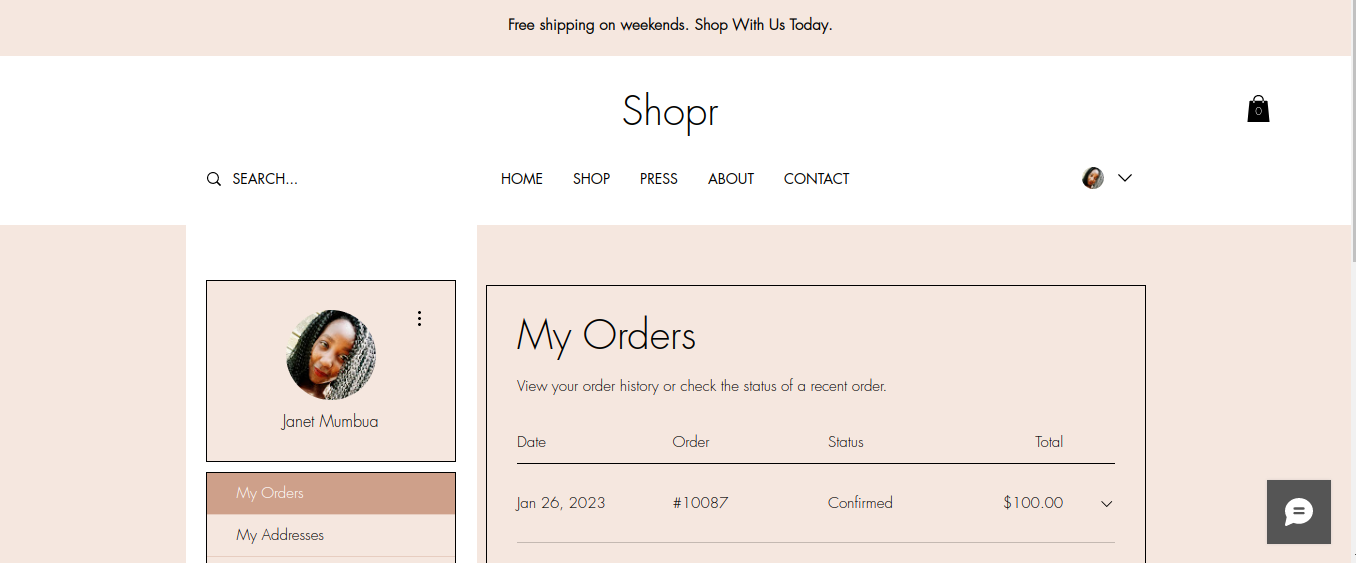 Free shipping on weekends. Shop With Us Today.
Shopr
0
SEARCH...
HOME SHOP PRESS ABOUT CONTACT
Janet Mumbua
My Orders
My Addresses
My Orders
View your order history or check the status of a recent order.
Date Order Status Total
Jan 26, 2023 #10087 Confirmed $100.00